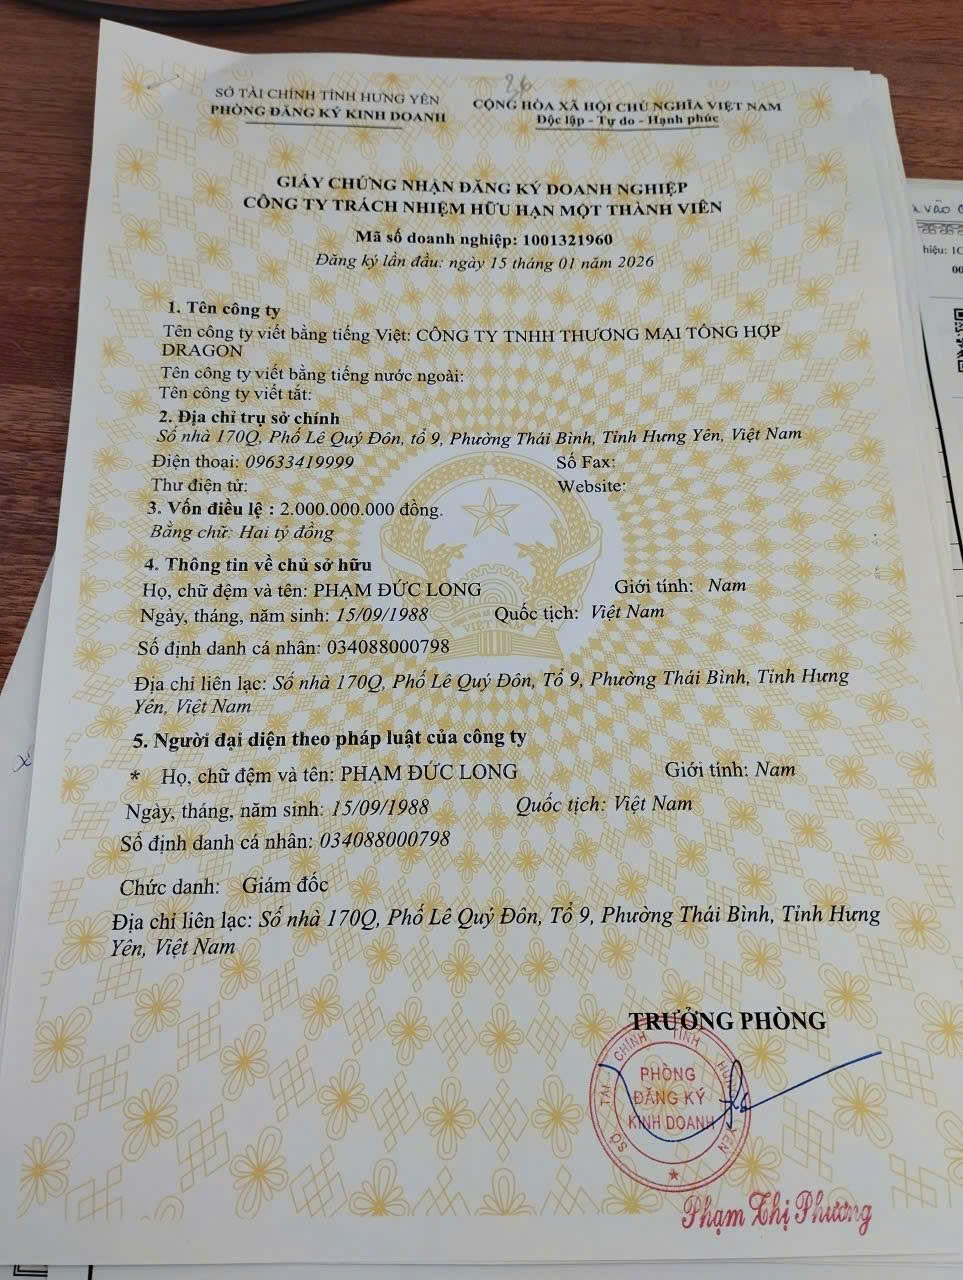 36
SỞ TÀI CHÍNH TỈNH HƯNG YÊN
PHÒNG ĐĂNG KÝ KINH DOANH
CỘNG HÒA XÃ HỘI CHỦ NGHĨA VIỆT NAM
Độc lập - Tự do - Hạnh phúc
GIẤY CHỨNG NHẬN ĐĂNG KÝ DOANH NGHIỆP
CÔNG TY TRÁCH NHIỆM HỮU HẠN MỘT THÀNH VIÊN
Mã số doanh nghiệp: 1001321960
Đăng ký lần đầu: ngày 15 tháng 01 năm 2026
1. Tên công ty
Tên công ty viết bằng tiếng Việt: CÔNG TY TNHH THƯƠNG MẠI TỔNG HỢP
DRAGON
Tên công ty viết bằng tiếng nước ngoài:
Tên công ty viết tắt:
2. Địa chỉ trụ sở chính
Số nhà 170Q, Phố Lê Quý Đôn, tổ 9, Phường Thái Bình, Tỉnh Hưng Yên, Việt Nam
Điện thoại: 09633419999 Số Fax:
Thư điện tử: Website:
3. Vốn điều lệ : 2.000.000.000 đồng.
Bằng chữ: Hai tỷ đồng
4. Thông tin về chủ sở hữu
Họ, chữ đệm và tên: PHẠM ĐỨC LONG Giới tính: Nam
Ngày, tháng, năm sinh: 15/09/1988 Quốc tịch: Việt Nam
Số định danh cá nhân: 034088000798
Địa chỉ liên lạc: Số nhà 170Q, Phố Lê Quý Đôn, Tổ 9, Phường Thái Bình, Tỉnh Hưng
Yên, Việt Nam
5. Người đại diện theo pháp luật của công ty
* Họ, chữ đệm và tên: PHẠM ĐỨC LONG Giới tính: Nam
Ngày, tháng, năm sinh: 15/09/1988 Quốc tịch: Việt Nam
Số định danh cá nhân: 034088000798
Chức danh: Giám đốc
Địa chỉ liên lạc: Số nhà 170Q, Phố Lê Quý Đôn, Tổ 9, Phường Thái Bình, Tỉnh Hưng
Yên, Việt Nam
TRƯỞNG PHÒNG
SỞ TÀI CHÍNH TỈNH HƯNG YÊN
PHÒNG
ĐĂNG KÝ
KINH DOANH
Phạm Thị Phương
VÀO
hiệu: 1C
00